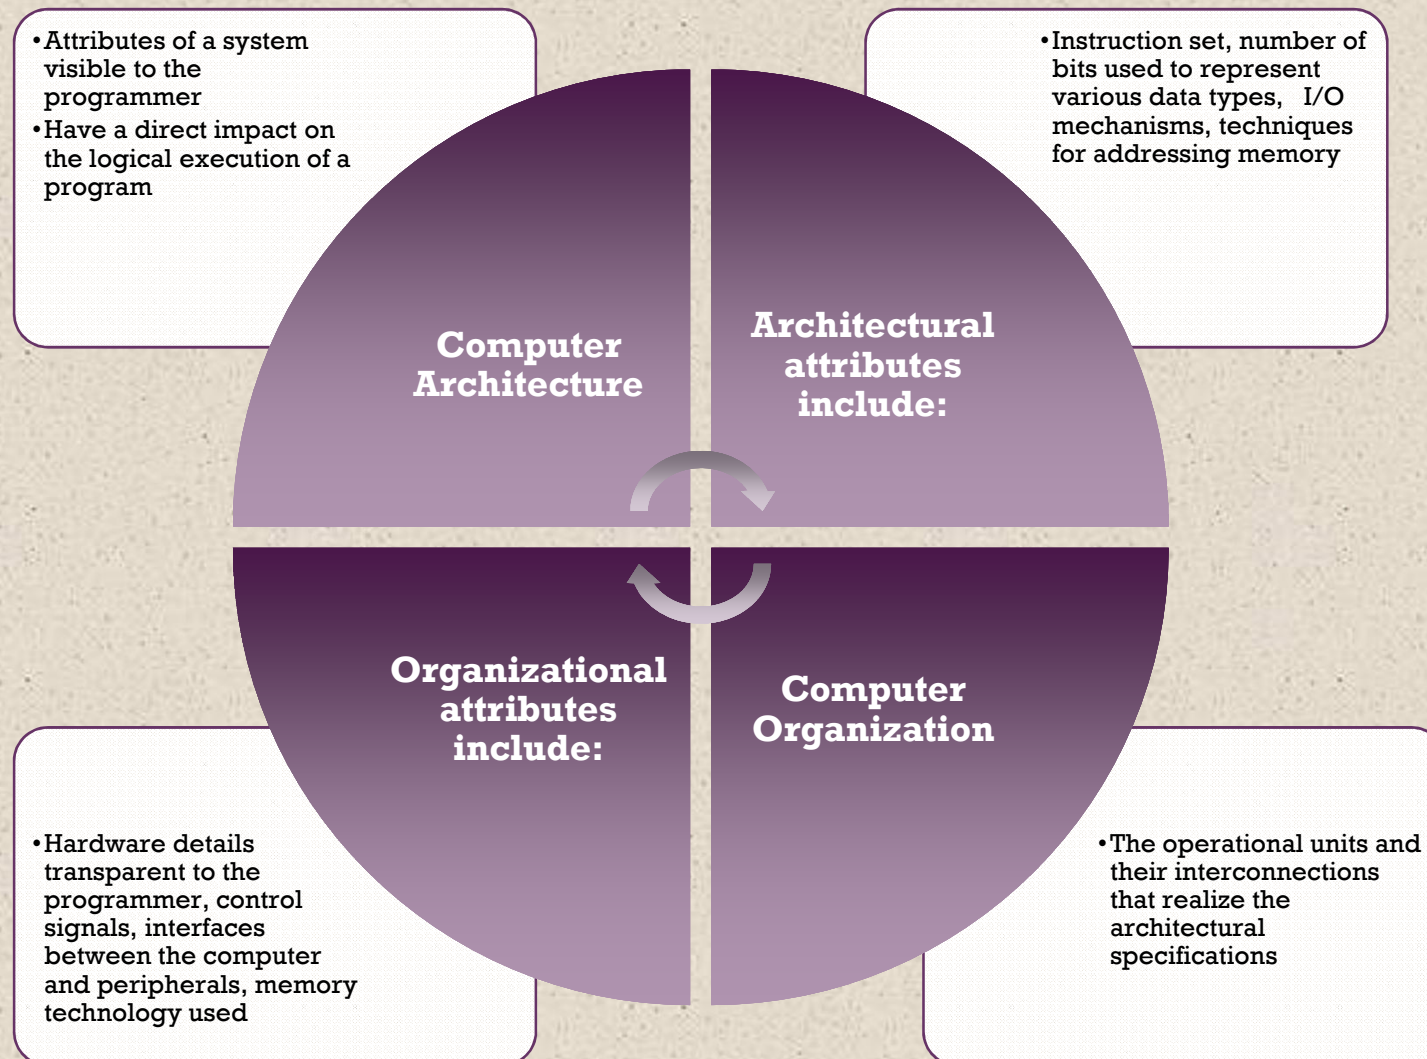 •Attributes of a system
visible to the
programmer
•Have a direct impact on
the logical execution of a
program
•Instruction set, number of
bits used to represent
various data types, I/O
mechanisms, techniques
for addressing memory
Computer
Architecture
Architectural
attributes
include:
Organizational
attributes
include:
Computer
Organization
•Hardware details
transparent to the
programmer, control
signals, interfaces
between the computer
and peripherals, memory
technology used
•The operational units and
their interconnections
that realize the
architectural
specifications